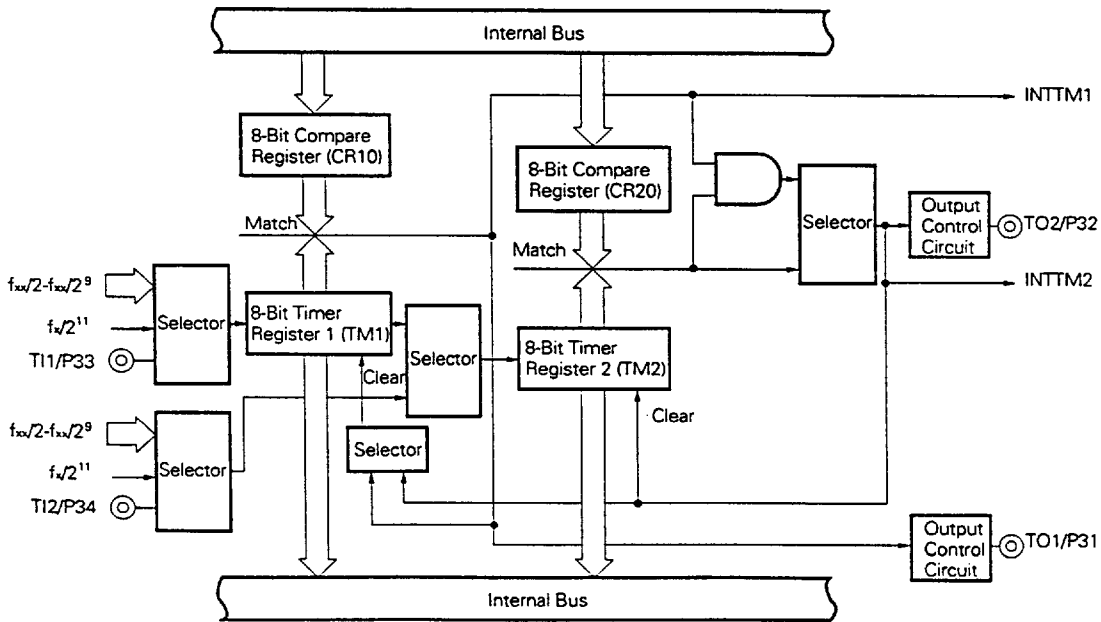 Internal Bus
INTTM1
8-Bit Compare
Register (CR10)
8-Bit Compare
Register (CR20)
Selector
Output
Control
Circuit
TO2/P32
Match
Match
INTTM2
fxx/2-fxx/2⁹
fx/2¹¹
TI1/P33
Selector
8-Bit Timer
Register 1 (TM1)
Selector
8-Bit Timer
Register 2 (TM2)
Clear
Clear
fxx/2-fxx/2⁹
fx/2¹¹
TI2/P34
Selector
Selector
Output
Control
Circuit
TO1/P31
Internal Bus